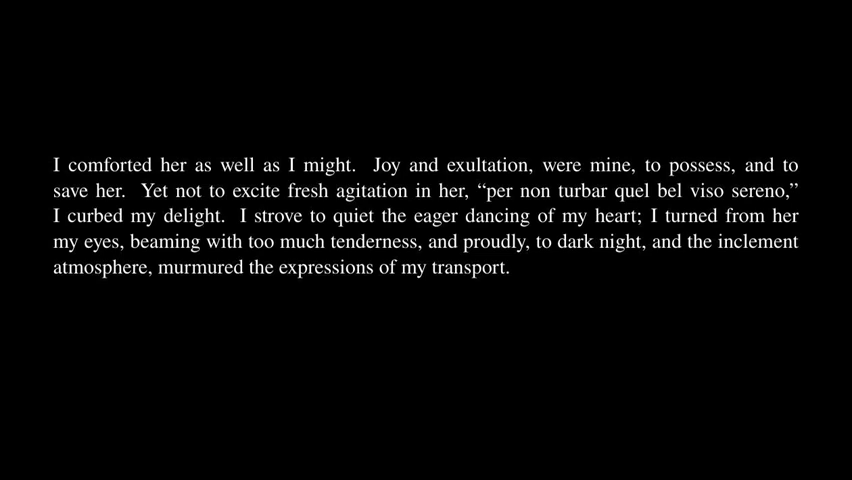 I comforted her as well as I might. Joy and exultation, were mine, to possess, and to
save her. Yet not to excite fresh agitation in her, “per non turbar quel bel viso sereno,”
I curbed my delight. I strove to quiet the eager dancing of my heart; I turned from her
my eyes, beaming with too much tenderness, and proudly, to dark night, and the inclement
atmosphere, murmured the expressions of my transport.